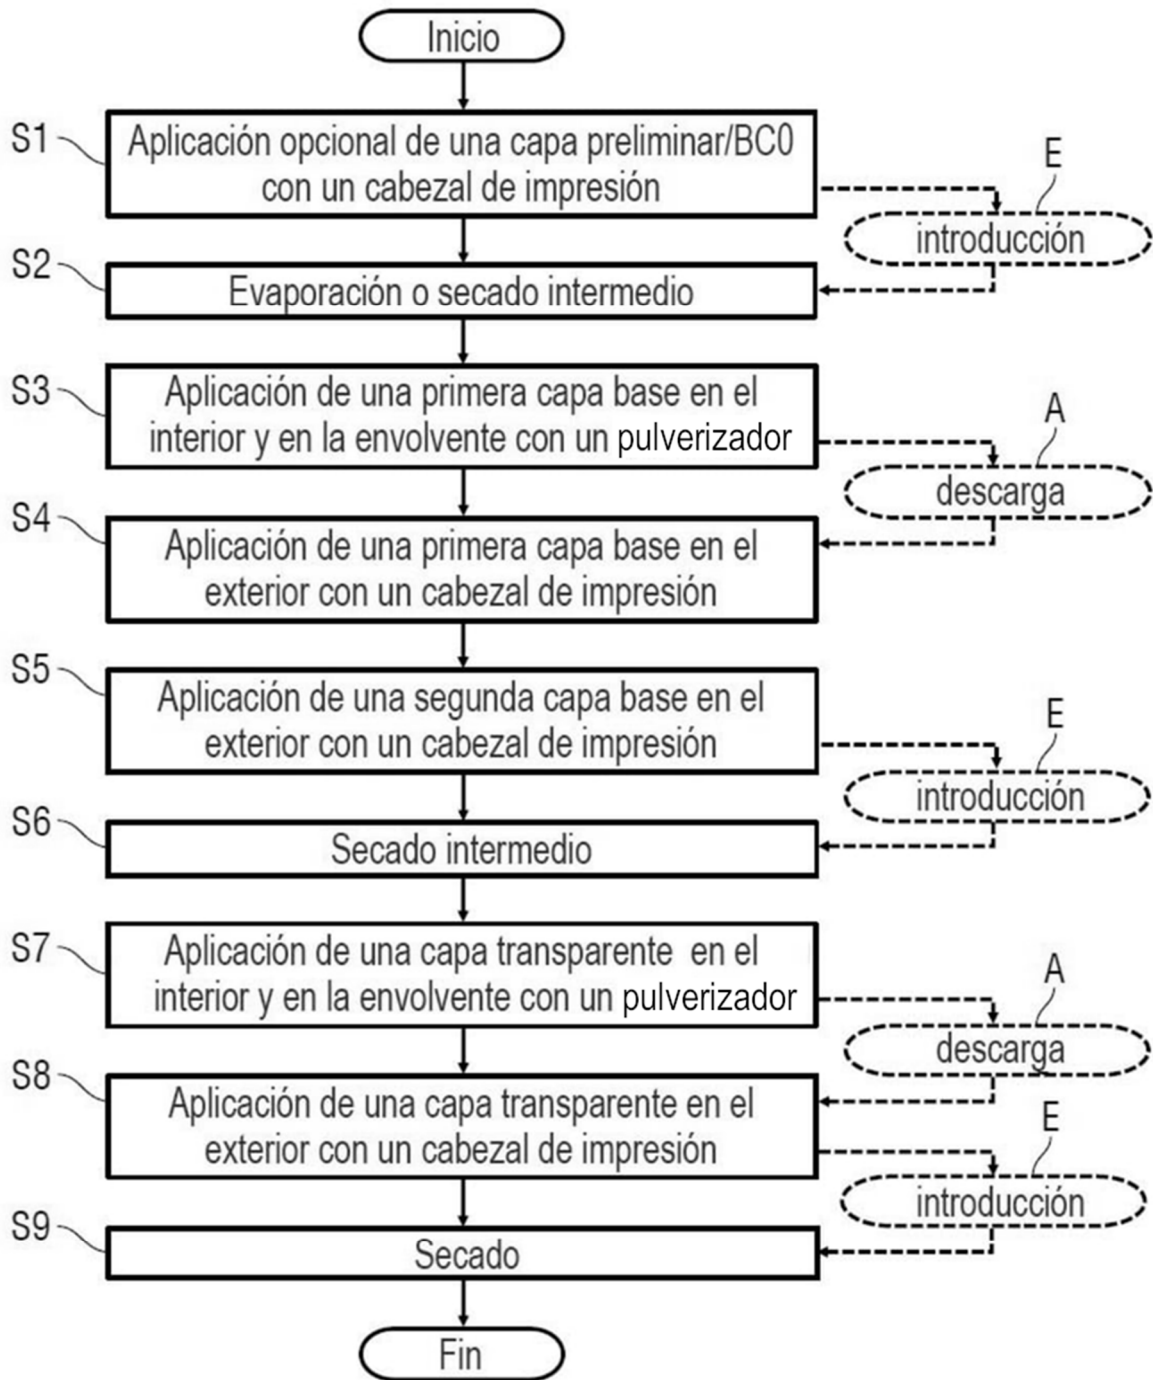 Inicio
S1
Aplicación opcional de una capa preliminar/BC0
con un cabezal de impresión
E
introducción
S2
Evaporación o secado intermedio
S3
Aplicación de una primera capa base en el
interior y en la envolvente con un pulverizador
A
descarga
S4
Aplicación de una primera capa base en el
exterior con un cabezal de impresión
S5
Aplicación de una segunda capa base en el
exterior con un cabezal de impresión
E
introducción
S6
Secado intermedio
S7
Aplicación de una capa transparente en el
interior y en la envolvente con un pulverizador
A
descarga
S8
Aplicación de una capa transparente en el
exterior con un cabezal de impresión
E
introducción
S9
Secado
Fin